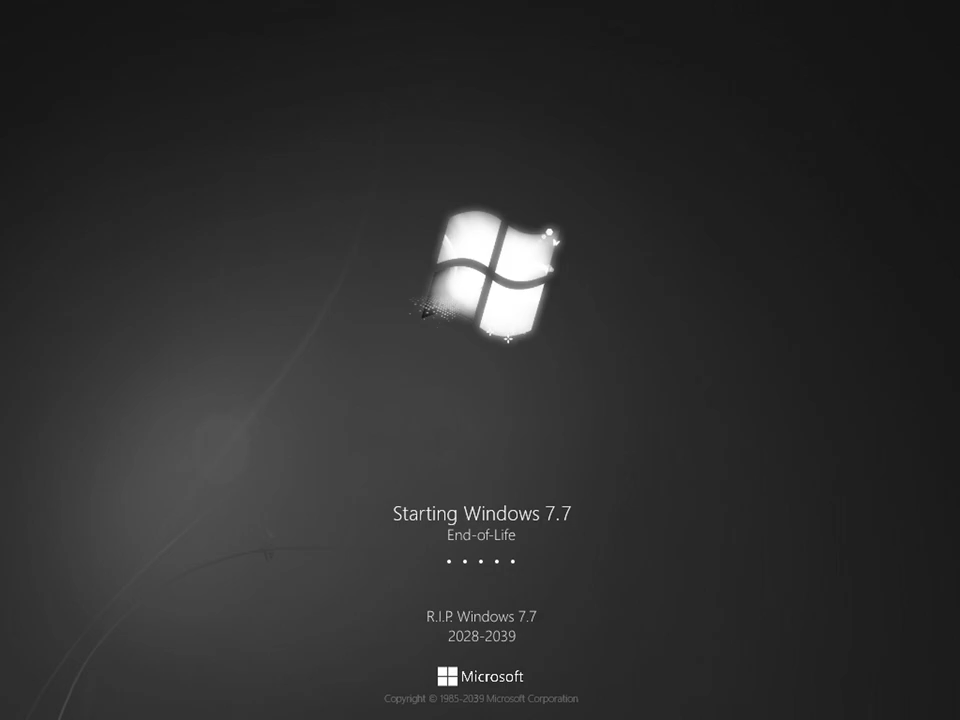 Starting Windows 7.7
End-of-Life
R.I.P. Windows 7.7
2028-2039
Microsoft
Copyright © 1985-2039 Microsoft Corporation